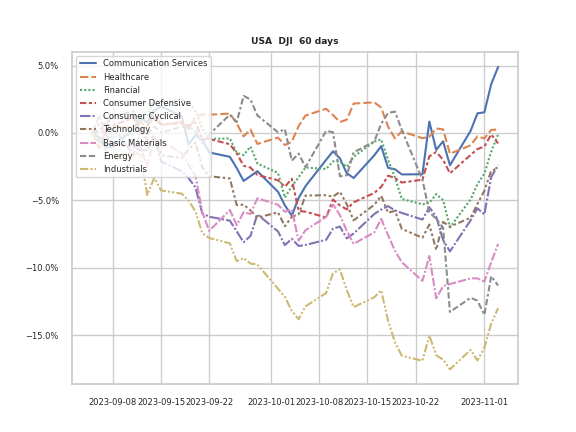 USA DJI 60 days
Communication Services
Healthcare
Financial
Consumer Defensive
Consumer Cyclical
Technology
Basic Materials
Energy
Industrials
5.0%
0.0%
−5.0%
−10.0%
−15.0%
2023-09-08 2023-09-15 2023-09-22 2023-10-01 2023-10-08 2023-10-15 2023-10-22 2023-11-01